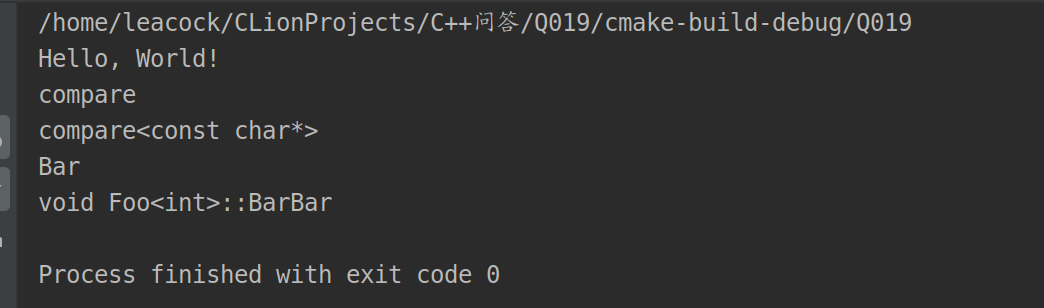 /home/leacock/CLionProjects/C++问答/Q019/cmake-build-debug/Q019
Hello, World!
compare
compare<const char*>
Bar
void Foo<int>::BarBar
Process finished with exit code 0